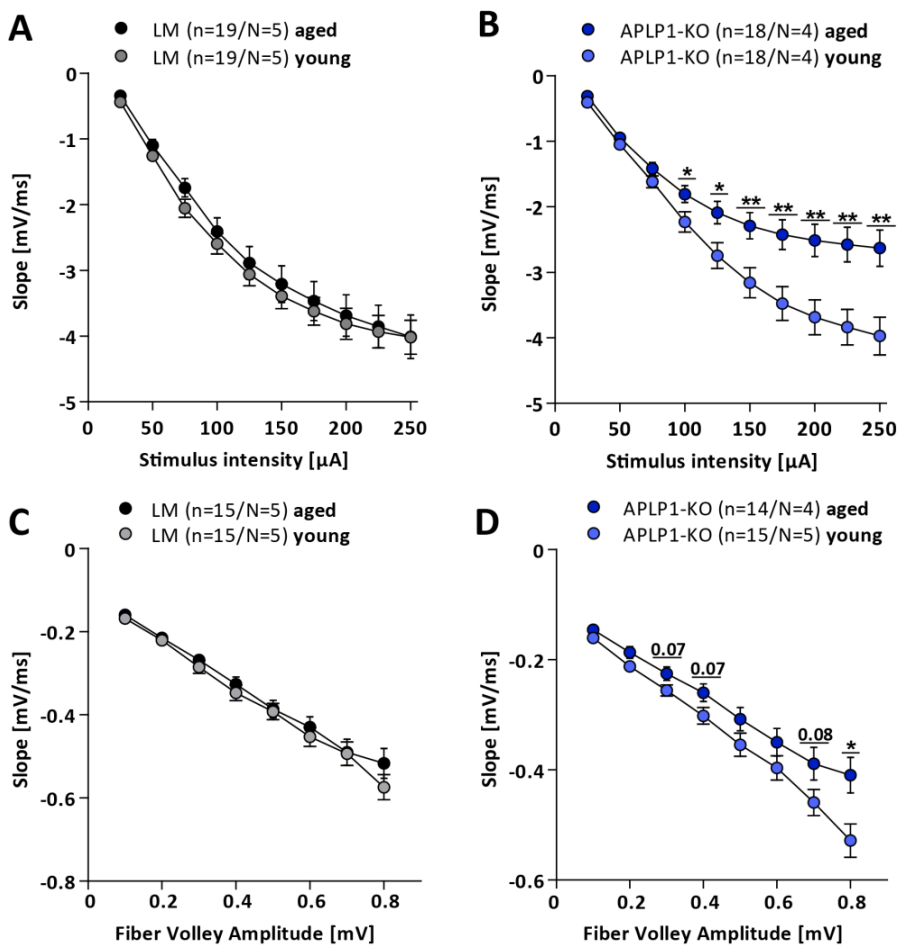 A
LM (n=19/N=5) aged
LM (n=19/N=5) young
0
-1
-2
-3
-4
-5
Slope [mV/ms]
0 50 100 150 200 250
Stimulus intensity [µA]
B
APLP1-KO (n=18/N=4) aged
APLP1-KO (n=18/N=4) young
0
-1
-2
-3
-4
-5
Slope [mV/ms]
* * ** ** ** ** **
0 50 100 150 200 250
Stimulus intensity [µA]
C
LM (n=15/N=5) aged
LM (n=15/N=5) young
0
-0.2
-0.4
-0.6
-0.8
Slope [mV/ms]
0 0.2 0.4 0.6 0.8
Fiber Volley Amplitude [mV]
D
APLP1-KO (n=14/N=4) aged
APLP1-KO (n=15/N=5) young
0
-0.2
-0.4
-0.6
Slope [mV/ms]
0.07 0.07 0.08 *
0 0.2 0.4 0.6 0.8
Fiber Volley Amplitude [mV]